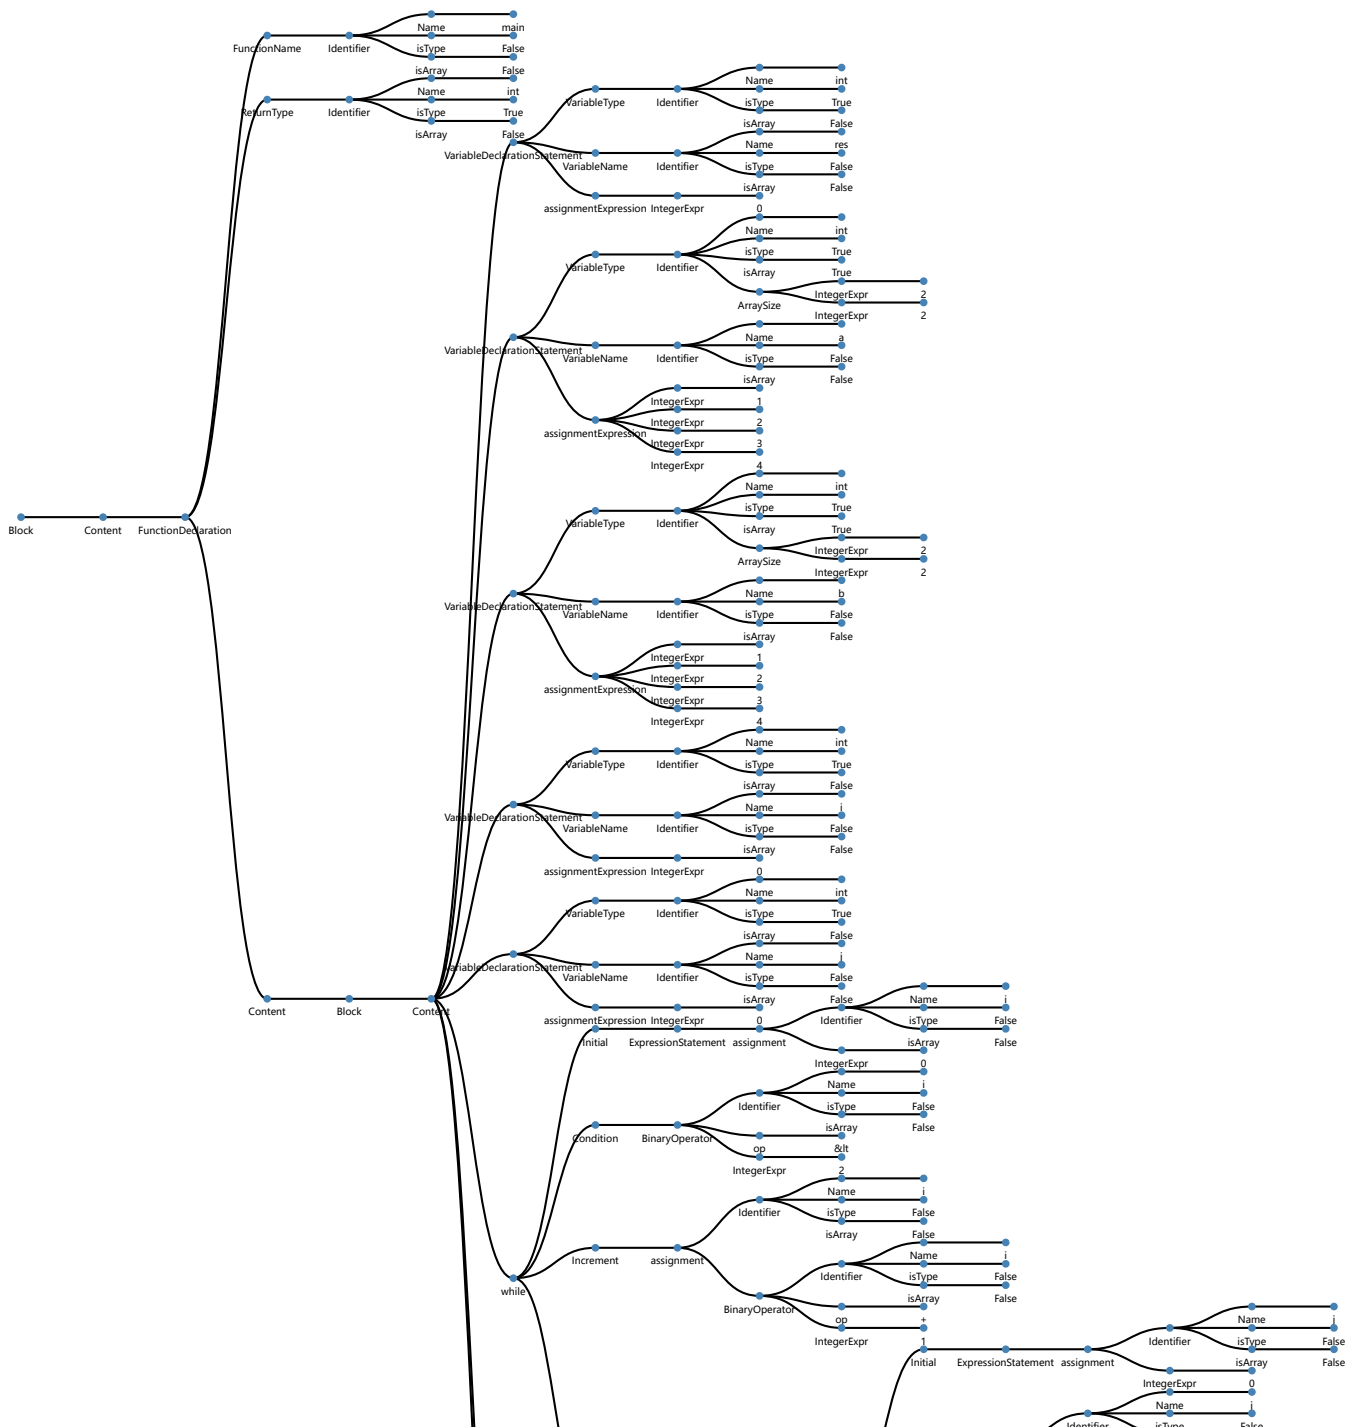 Name main
FunctionName Identifier isType False
isArray False
Name int
ReturnType Identifier isType True
isArray False
Name int
VariableType Identifier isType True
isArray False
VariableDeclarationStatement
Name res
VariableName Identifier isType False
isArray False
assignmentExpression IntegerExpr 0
Name int
VariableType Identifier isType True
isArray True
ArraySize IntegerExpr 2
IntegerExpr 2
VariableDeclarationStatement
Name a
VariableName Identifier isType False
isArray False
IntegerExpr 1
IntegerExpr 2
assignmentExpression
IntegerExpr 3
IntegerExpr 4
Name int
VariableType Identifier isType True
isArray True
Block Content FunctionDeclaration
ArraySize IntegerExpr 2
IntegerExpr 2
VariableDeclarationStatement
Name b
VariableName Identifier isType False
isArray False
IntegerExpr 1
IntegerExpr 2
assignmentExpression
IntegerExpr 3
IntegerExpr 4
Name int
VariableType Identifier isType True
isArray False
VariableDeclarationStatement
Name i
VariableName Identifier isType False
isArray False
assignmentExpression IntegerExpr 0
Name int
VariableType Identifier isType True
isArray False
VariableDeclarationStatement
Name j
VariableName Identifier isType False
isArray False
Content Block Content
assignmentExpression IntegerExpr 0
Name i
Initial ExpressionStatement assignment Identifier isType False
isArray False
IntegerExpr 0
Name i
Identifier isType False
isArray False
Condition BinaryOperator
op &lt
IntegerExpr 2
Name i
Identifier isType False
isArray False
Increment assignment
Name i
Identifier isType False
isArray False
while
BinaryOperator
op +
IntegerExpr 1
Name j
Initial ExpressionStatement assignment Identifier isType False
isArray False
IntegerExpr 0
Name j
Identifier isType False